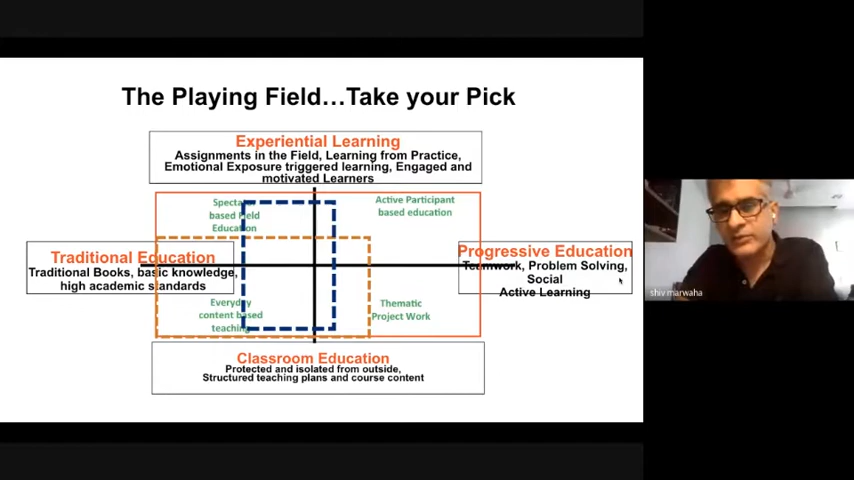 The Playing Field…Take your Pick
Experiential Learning
Assignments in the Field, Learning from Practice,
Emotional Exposure triggered learning, Engaged and
motivated Learners
based Field
Education
Active Participant
based education
Traditional Education
Traditional Books, basic knowledge,
high academic standards
Progressive Education
Teamwork, Problem Solving,
Social
Active Learning
Everyday
content based
teaching
Thematic
Project Work
Classroom Education
Protected and isolated from outside,
Structured teaching plans and course content
shiv marwaha